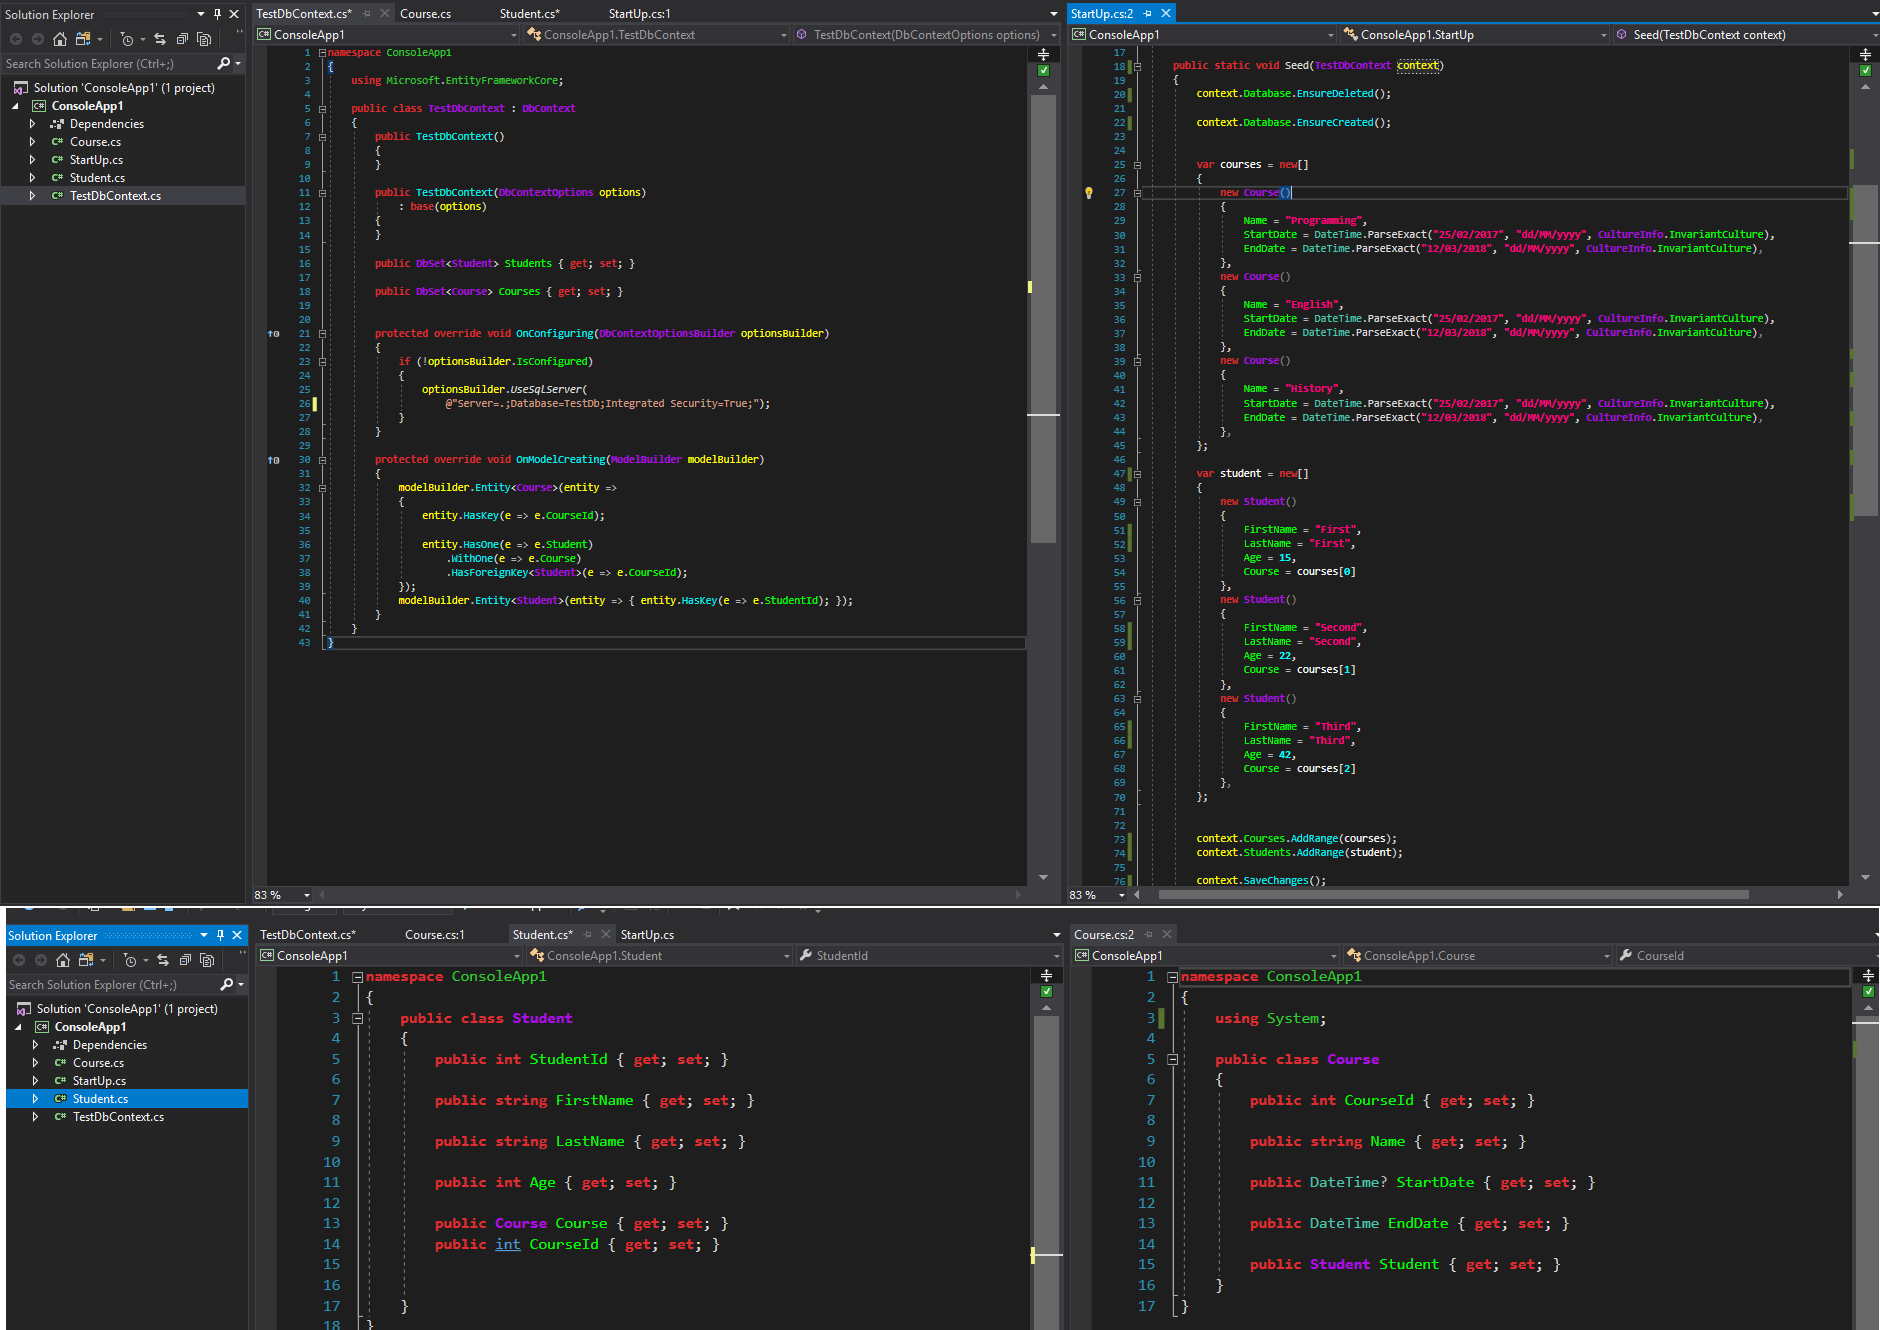 Solution Explorer
Search Solution Explorer (Ctrl+;)
Solution 'ConsoleApp1' (1 project)
ConsoleApp1
Dependencies
Course.cs
StartUp.cs
Student.cs
TestDbContext.cs
TestDbContext.cs* Course.cs Student.cs* StartUp.cs:1
ConsoleApp1 ConsoleApp1.TestDbContext TestDbContext(DbContextOptions options)
1 namespace ConsoleApp1
2 {
3 using Microsoft.EntityFrameworkCore;
4
5 public class TestDbContext : DbContext
6 {
7 public TestDbContext()
8 {
9 }
10
11 public TestDbContext(DbContextOptions options)
12 : base(options)
13 {
14 }
15
16 public DbSet<Student> Students { get; set; }
17
18 public DbSet<Course> Courses { get; set; }
19
20
21 protected override void OnConfiguring(DbContextOptionsBuilder optionsBuilder)
22 {
23 if (!optionsBuilder.IsConfigured)
24 {
25 optionsBuilder.UseSqlServer(
26 @"Server=.;Database=TestDb;Integrated Security=True;");
27 }
28 }
29
30 protected override void OnModelCreating(ModelBuilder modelBuilder)
31 {
32 modelBuilder.Entity<Course>(entity =>
33 {
34 entity.HasKey(e => e.CourseId);
35
36 entity.HasOne(e => e.Student)
37 .WithOne(e => e.Course)
38 .HasForeignKey<Student>(e => e.CourseId);
39 });
40 modelBuilder.Entity<Student>(entity => { entity.HasKey(e => e.StudentId); });
41 }
42 }
43 }
83 %
StartUp.cs:2
ConsoleApp1 ConsoleApp1.StartUp Seed(TestDbContext context)
17
18 public static void Seed(TestDbContext context)
19 {
20 context.Database.EnsureDeleted();
21
22 context.Database.EnsureCreated();
23
24
25 var courses = new[]
26 {
27 new Course()
28 {
29 Name = "Programming",
30 StartDate = DateTime.ParseExact("25/02/2017", "dd/MM/yyyy", CultureInfo.InvariantCulture),
31 EndDate = DateTime.ParseExact("12/03/2018", "dd/MM/yyyy", CultureInfo.InvariantCulture),
32 },
33 new Course()
34 {
35 Name = "English",
36 StartDate = DateTime.ParseExact("25/02/2017", "dd/MM/yyyy", CultureInfo.InvariantCulture),
37 EndDate = DateTime.ParseExact("12/03/2018", "dd/MM/yyyy", CultureInfo.InvariantCulture),
38 },
39 new Course()
40 {
41 Name = "History",
42 StartDate = DateTime.ParseExact("25/02/2017", "dd/MM/yyyy", CultureInfo.InvariantCulture),
43 EndDate = DateTime.ParseExact("12/03/2018", "dd/MM/yyyy", CultureInfo.InvariantCulture),
44 },
45 };
46
47 var student = new[]
48 {
49 new Student()
50 {
51 FirstName = "First",
52 LastName = "First",
53 Age = 15,
54 Course = courses[0]
55 },
56 new Student()
57 {
58 FirstName = "Second",
59 LastName = "Second",
60 Age = 22,
61 Course = courses[1]
62 },
63 new Student()
64 {
65 FirstName = "Third",
66 LastName = "Third",
67 Age = 42,
68 Course = courses[2]
69 },
70 };
71
72
73 context.Courses.AddRange(courses);
74 context.Students.AddRange(student);
75
76 context.SaveChanges();
83 %
Solution Explorer
Search Solution Explorer (Ctrl+;)
Solution 'ConsoleApp1' (1 project)
ConsoleApp1
Dependencies
Course.cs
StartUp.cs
Student.cs
TestDbContext.cs
TestDbContext.cs* Course.cs:1 Student.cs* StartUp.cs
ConsoleApp1 ConsoleApp1.Student StudentId
1 namespace ConsoleApp1
2 {
3 public class Student
4 {
5 public int StudentId { get; set; }
6
7 public string FirstName { get; set; }
8
9 public string LastName { get; set; }
10
11 public int Age { get; set; }
12
13 public Course Course { get; set; }
14 public int CourseId { get; set; }
15
16
17 }
18 }
Course.cs:2
ConsoleApp1 ConsoleApp1.Course CourseId
1 namespace ConsoleApp1
2 {
3 using System;
4
5 public class Course
6 {
7 public int CourseId { get; set; }
8
9 public string Name { get; set; }
10
11 public DateTime? StartDate { get; set; }
12
13 public DateTime EndDate { get; set; }
14
15 public Student Student { get; set; }
16 }
17 }